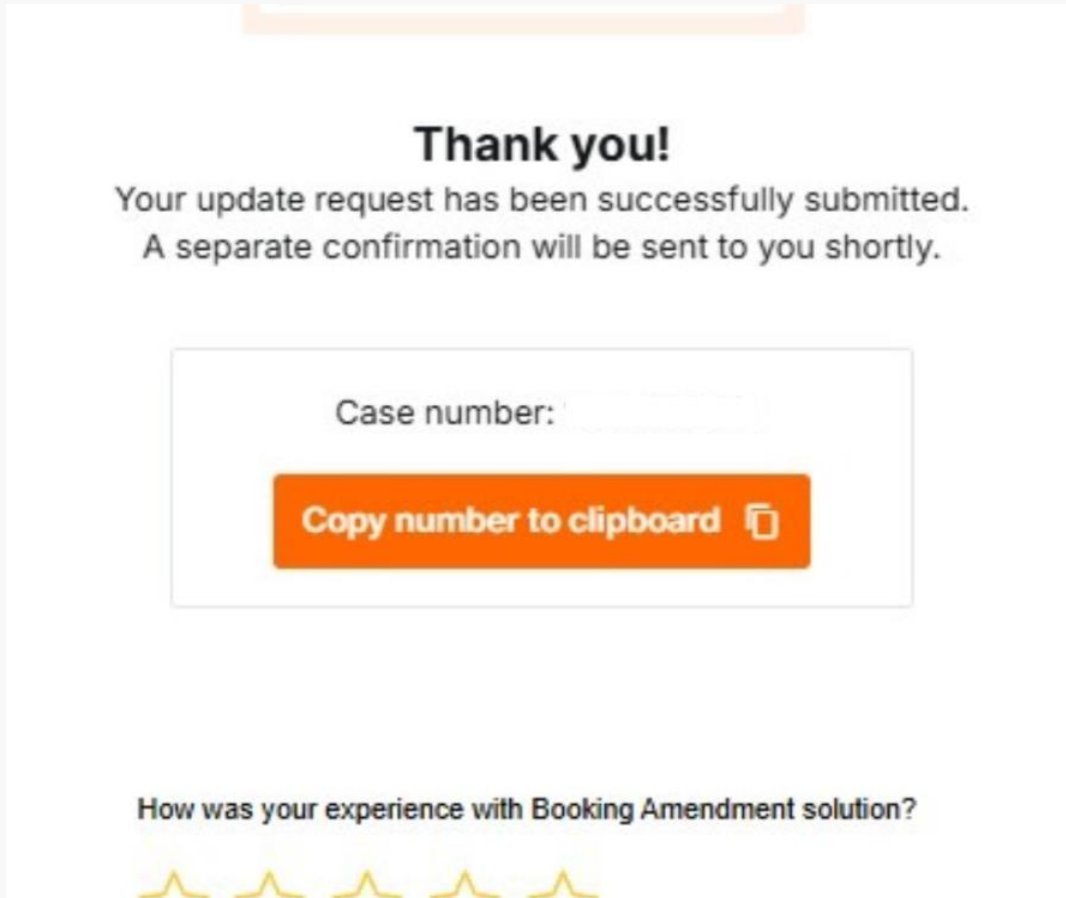 Thank you!
Your update request has been successfully submitted.
A separate confirmation will be sent to you shortly.
Case number:
Copy number to clipboard
How was your experience with Booking Amendment solution?